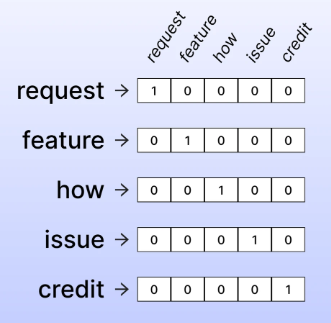 request feature how issue credit
request → 1 0 0 0 0
feature → 0 1 0 0 0
how → 0 0 1 0 0
issue → 0 0 0 1 0
credit → 0 0 0 0 1